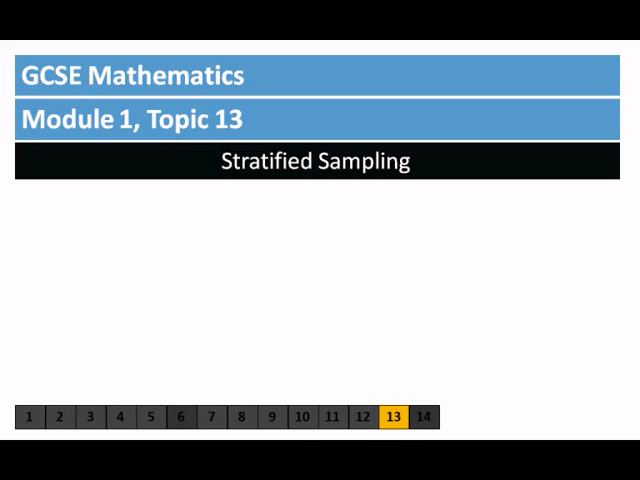 GCSE Mathematics
Module 1, Topic 13
Stratified Sampling
1 2 3 4 5 6 7 8 9 10 11 12 13 14